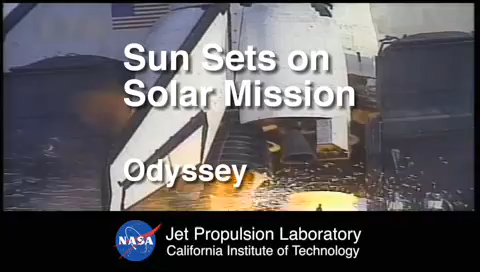 Sun Sets on
Solar Mission
Odyssey
NASA
Jet Propulsion Laboratory
California Institute of Technology